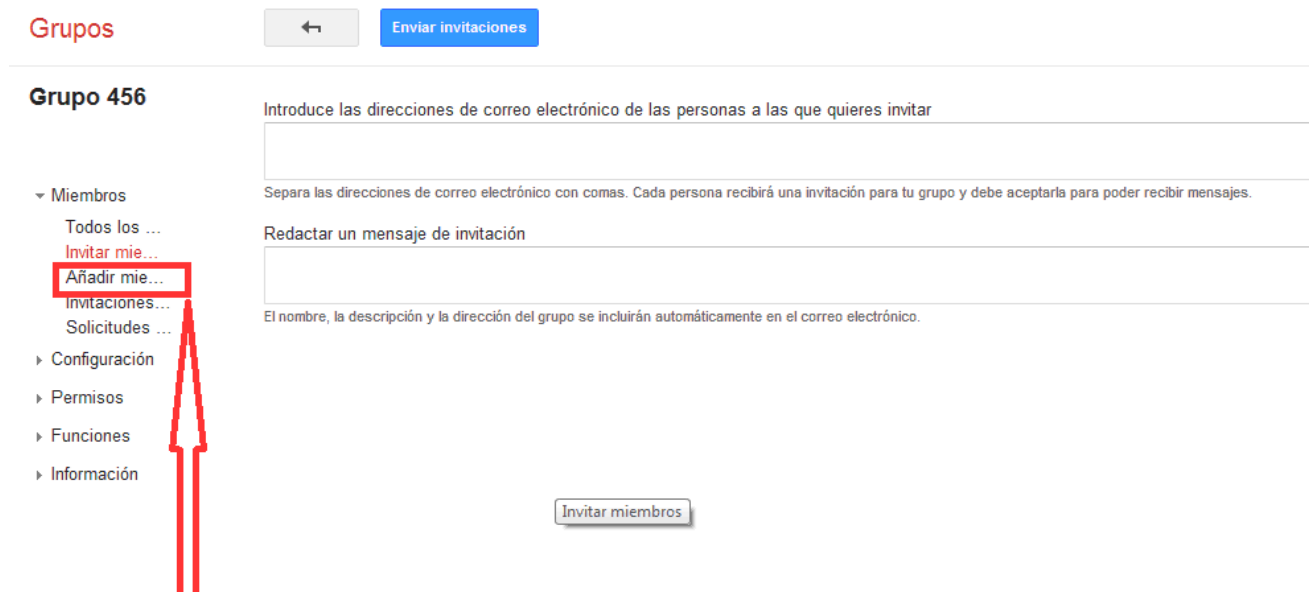 Grupos
Enviar invitaciones
Grupo 456
Introduce las direcciones de correo electrónico de las personas a las que quieres invitar
Separa las direcciones de correo electrónico con comas. Cada persona recibirá una invitación para tu grupo y debe aceptarla para poder recibir mensajes.
Redactar un mensaje de invitación
El nombre, la descripción y la dirección del grupo se incluirán automáticamente en el correo electrónico.
Miembros
Todos los ...
Invitar mie...
Añadir mie...
Invitaciones...
Solicitudes ...
Configuración
Permisos
Funciones
Información
Invitar miembros